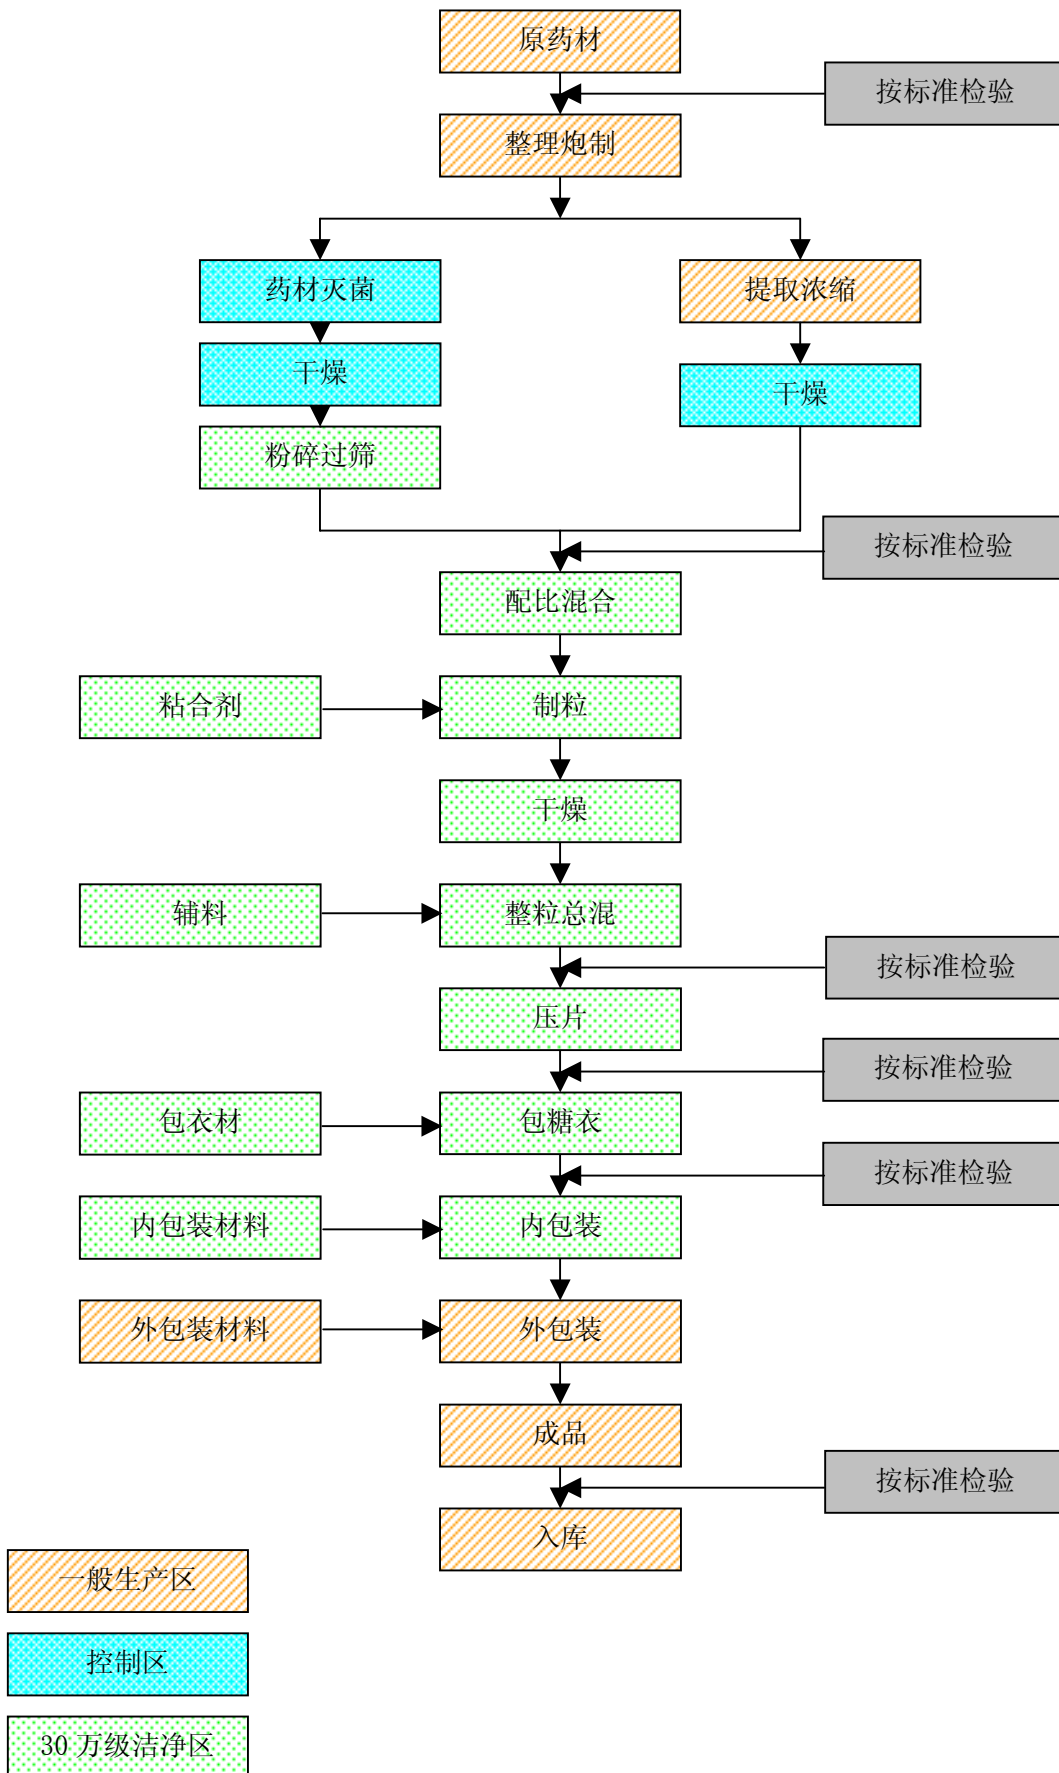 原药材
按标准检验
整理炮制
药材灭菌
提取浓缩
干燥
干燥
粉碎过筛
按标准检验
配比混合
粘合剂
制粒
干燥
辅料
整粒总混
按标准检验
压片
按标准检验
包衣材
包糖衣
按标准检验
内包装材料
内包装
外包装材料
外包装
成品
按标准检验
入库
一般生产区
控制区
30 万级洁净区